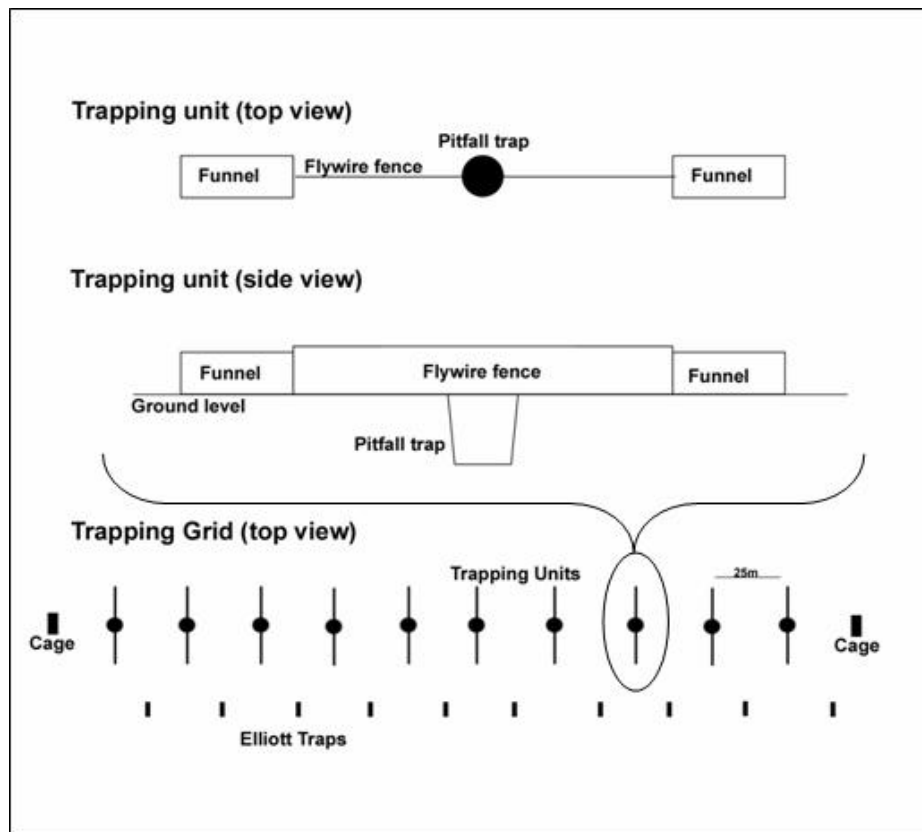 Trapping unit (top view)
Pitfall trap
Funnel
Flywire fence
Funnel
Trapping unit (side view)
Funnel
Flywire fence
Funnel
Ground level
Pitfall trap
Trapping Grid (top view)
Trapping Units
25m
Cage
Cage
Elliott Traps